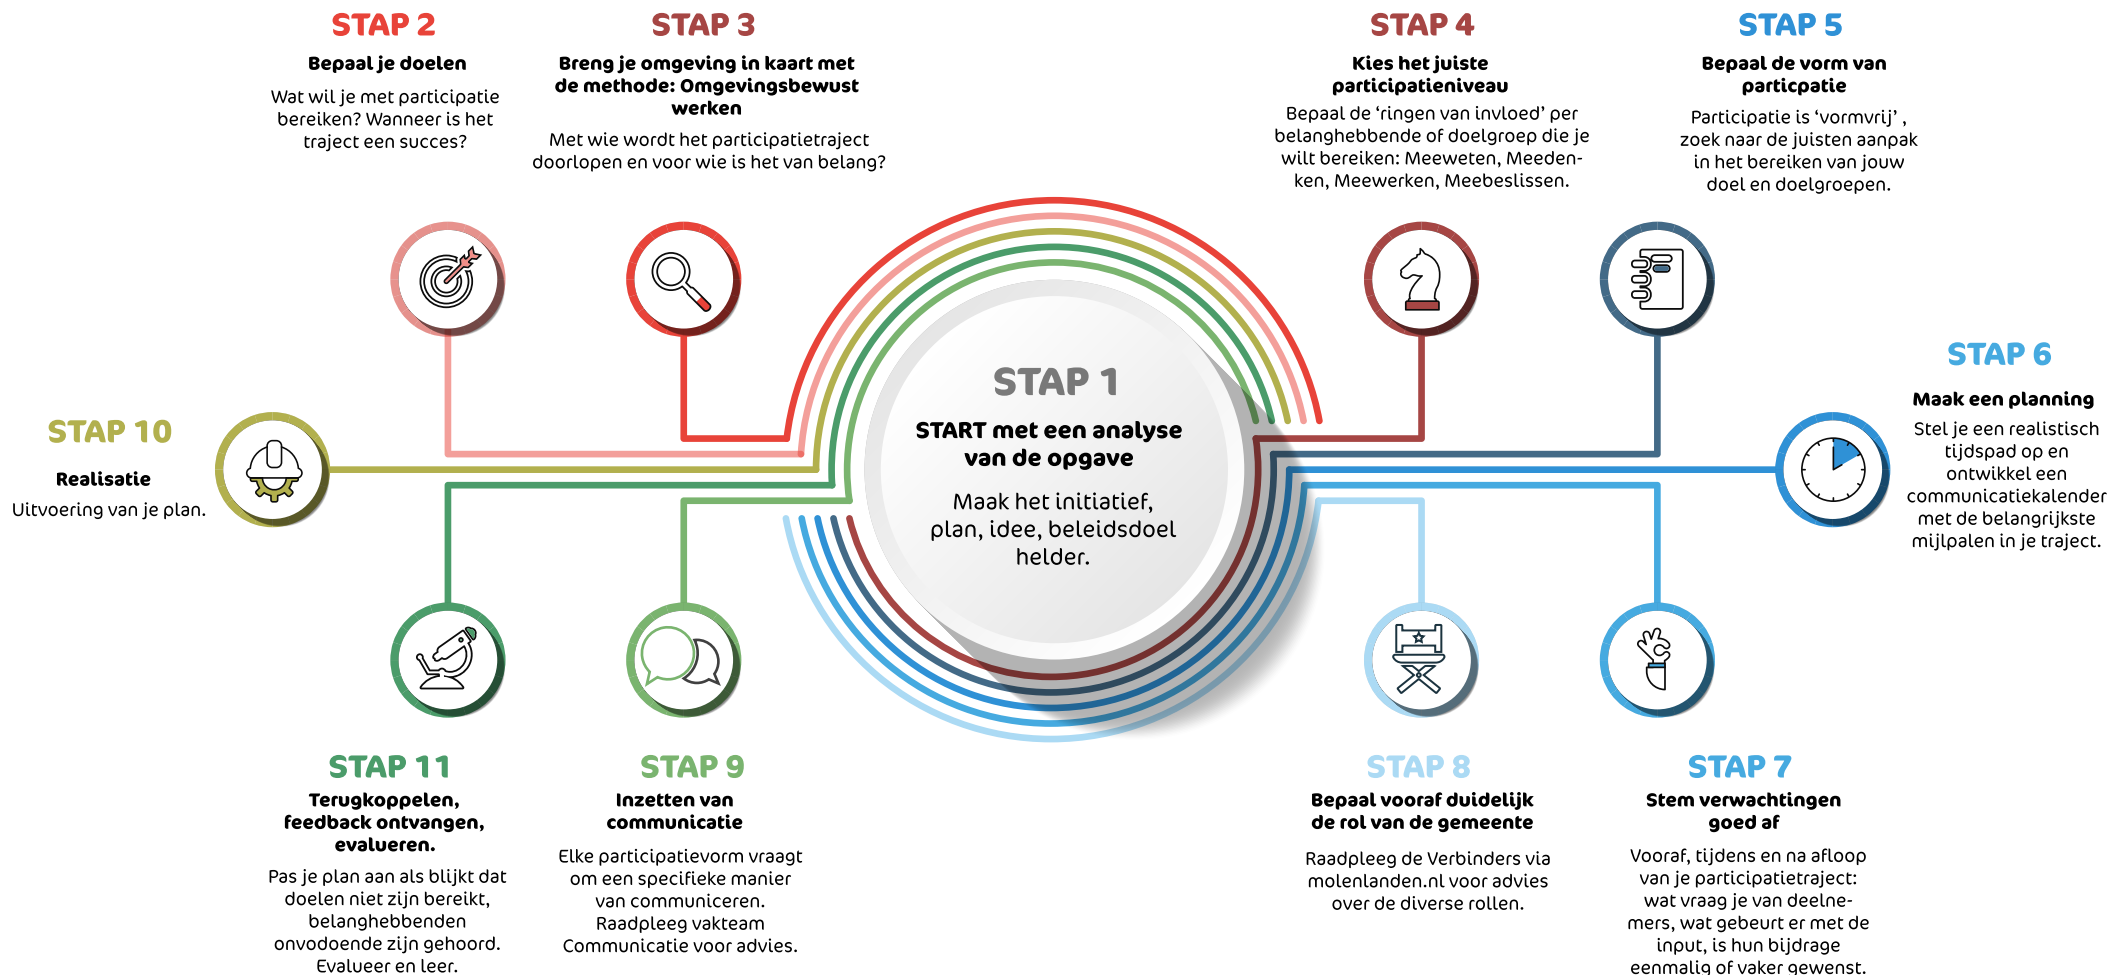 STAP 1
START met een analyse
van de opgave
Maak het initiatief,
plan, idee, beleidsdoel
helder.
STAP 2
Bepaal je doelen
Wat wil je met participatie
bereiken? Wanneer is het
traject een succes?
STAP 3
Breng je omgeving in kaart met
de methode: Omgevingsbewust
werken
Met wie wordt het participatietraject
doorlopen en voor wie is het van belang?
STAP 4
Kies het juiste
participatieniveau
Bepaal de ‘ringen van invloed’ per
belanghebbende of doelgroep die je
wilt bereiken: Meeweten, Meeden-
ken, Meewerken, Meebeslissen.
STAP 5
Bepaal de vorm van
particpatie
Participatie is ‘vormvrij’ ,
zoek naar de juisten aanpak
in het bereiken van jouw
doel en doelgroepen.
STAP 6
Maak een planning
Stel je een realistisch
tijdspad op en
ontwikkel een
communicatiekalender
met de belangrijkste
mijlpalen in je traject.
STAP 7
Stem verwachtingen
goed af
Vooraf, tijdens en na afloop
van je participatietraject:
wat vraag je van deelne-
mers, wat gebeurt er met de
input, is hun bijdrage
eenmalig of vaker gewenst.
STAP 8
Bepaal vooraf duidelijk
de rol van de gemeente
Raadpleeg de Verbinders via
molenlanden.nl voor advies
over de diverse rollen.
STAP 9
Inzetten van
communicatie
Elke participatievorm vraagt
om een specifieke manier
van communiceren.
Raadpleeg vakteam
Communicatie voor advies.
STAP 10
Realisatie
Uitvoering van je plan.
STAP 11
Terugkoppelen,
feedback ontvangen,
evalueren.
Pas je plan aan als blijkt dat
doelen niet zijn bereikt,
belanghebbenden
onvodoende zijn gehoord.
Evalueer en leer.